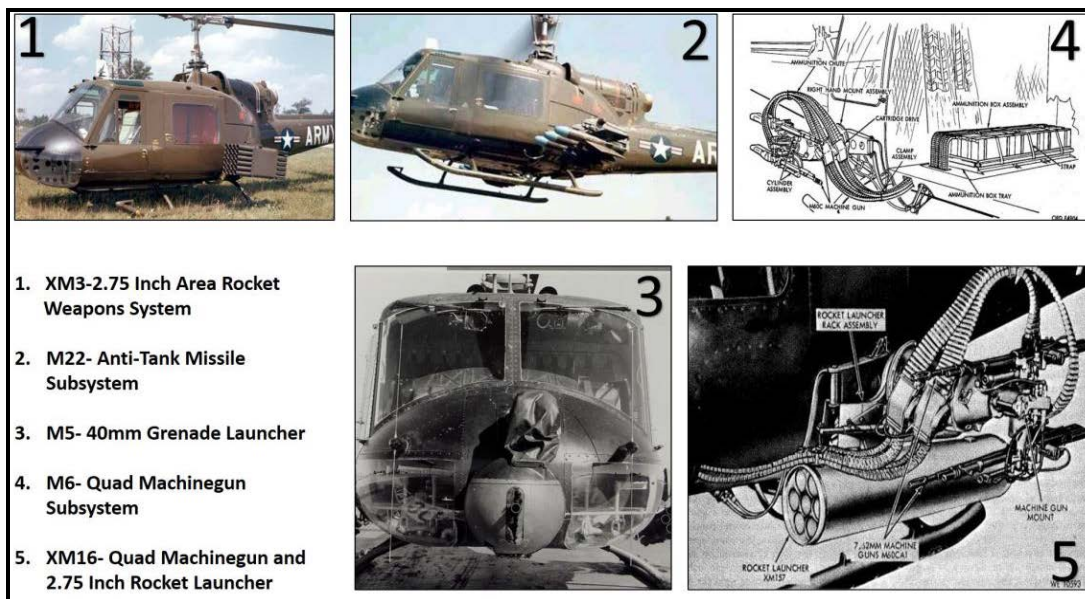 1
ARMY
2
AR
4
AMMUNITION CHUTE
RIGHT HAND MOUNT ASSEMBLY
AMMUNITION BOX ASSEMBLY
CARTRIDGE DRIVE
CLAMP
ASSEMBLY
STRAP
CYLINDER
ASSEMBLY
M60C MACHINE GUN
AMMUNITION BOX TRAY
1. XM3-2.75 Inch Area Rocket
Weapons System
2. M22- Anti-Tank Missile
Subsystem
3. M5- 40mm Grenade Launcher
4. M6- Quad Machinegun
Subsystem
5. XM16- Quad Machinegun and
2.75 Inch Rocket Launcher
3
ROCKET LAUNCHER
RACK ASSEMBLY
MACHINE GUN
MOUNT
7.62MM MACHINE
GUNS M60CA1
ROCKET LAUNCHER
XM157
5